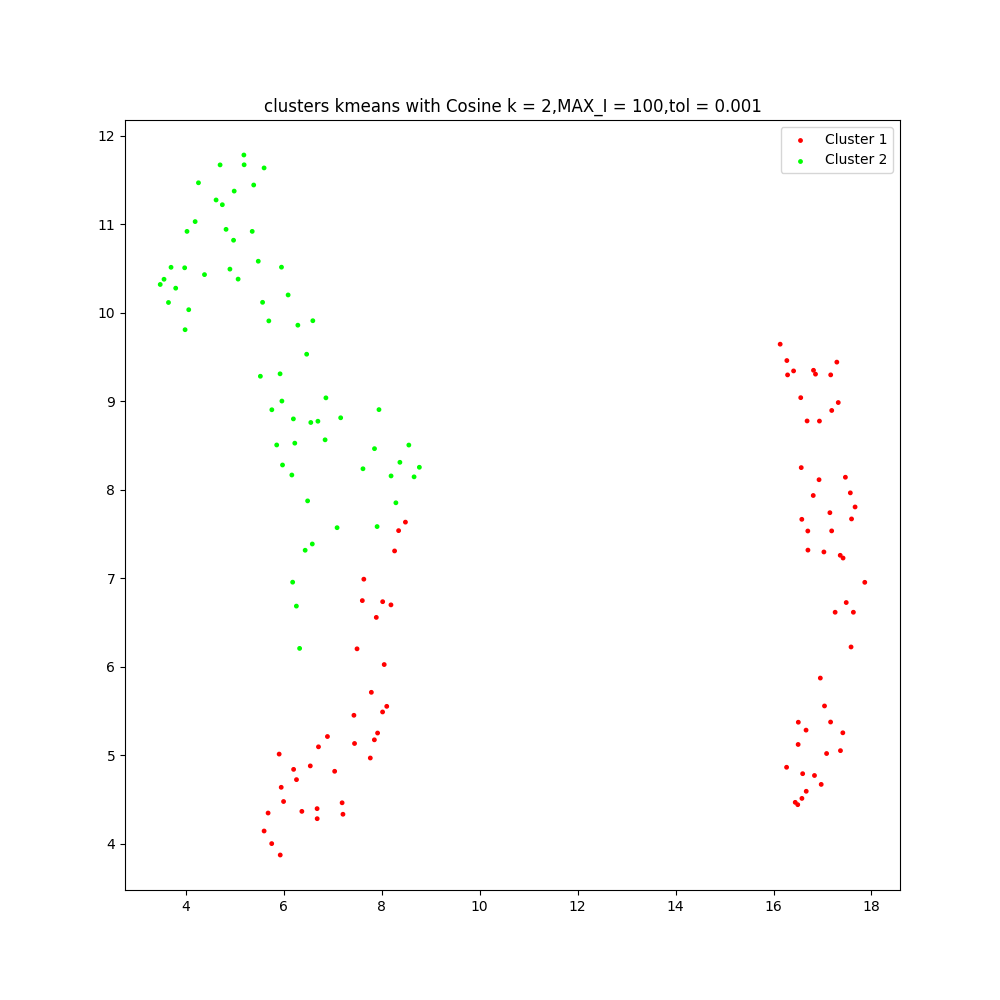 clusters kmeans with Cosine k = 2,MAX_I = 100,tol = 0.001
Cluster 1
Cluster 2
12
11
10
9
8
7
6
5
4
4 6 8 10 12 14 16 18